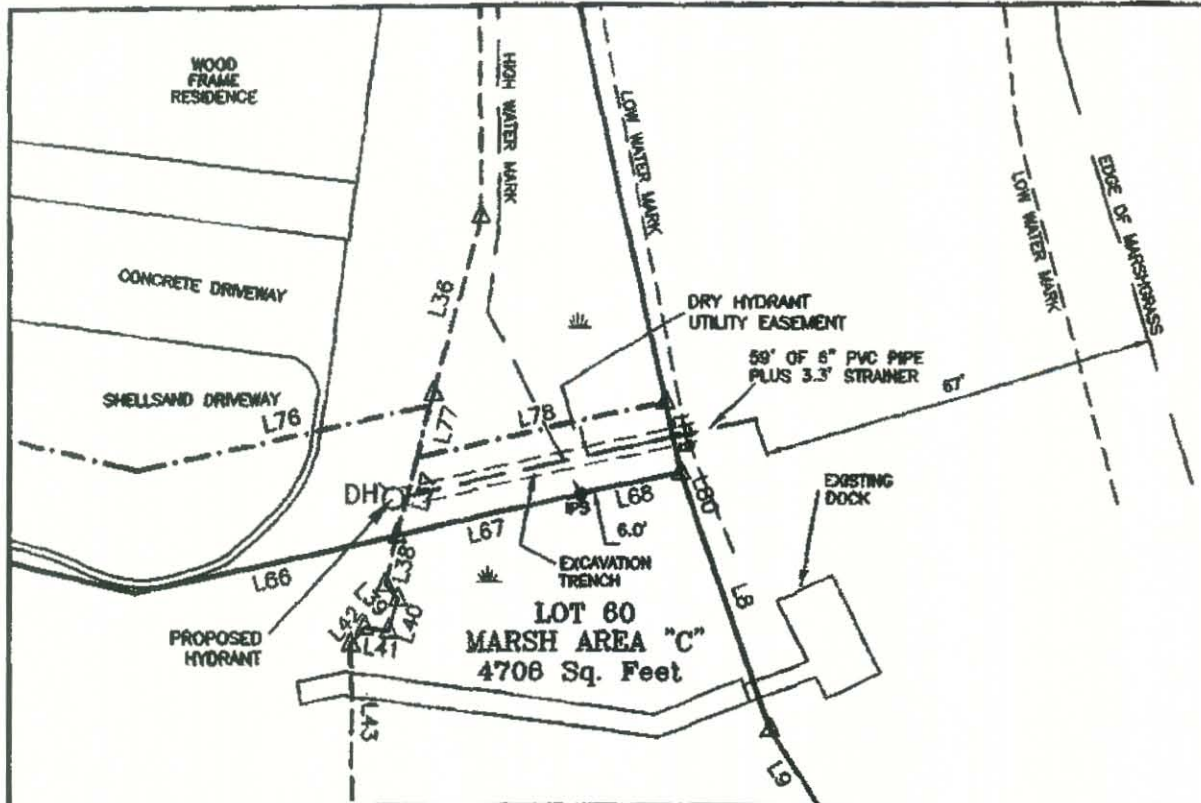 WOOD
FRAME
RESIDENCE
HIGH WATER MARK
LOW WATER MARK
LOW WATER MARK
EDGE OF MARSHGRASS
CONCRETE DRIVEWAY
L36
DRY HYDRANT
UTILITY EASEMENT
59' OF 6" PVC PIPE
PLUS 3.3' STRAINER
67'
SHELLSAND DRIVEWAY
L76
L77
L78
DH
L80
EXISTING
DOCK
L68
IPS
6.0'
L67
L66
L38
EXCAVATION
TRENCH
L40
L42
L41
L8
PROPOSED
HYDRANT
LOT 60
MARSH AREA "C"
4706 Sq. Feet
L43
L9